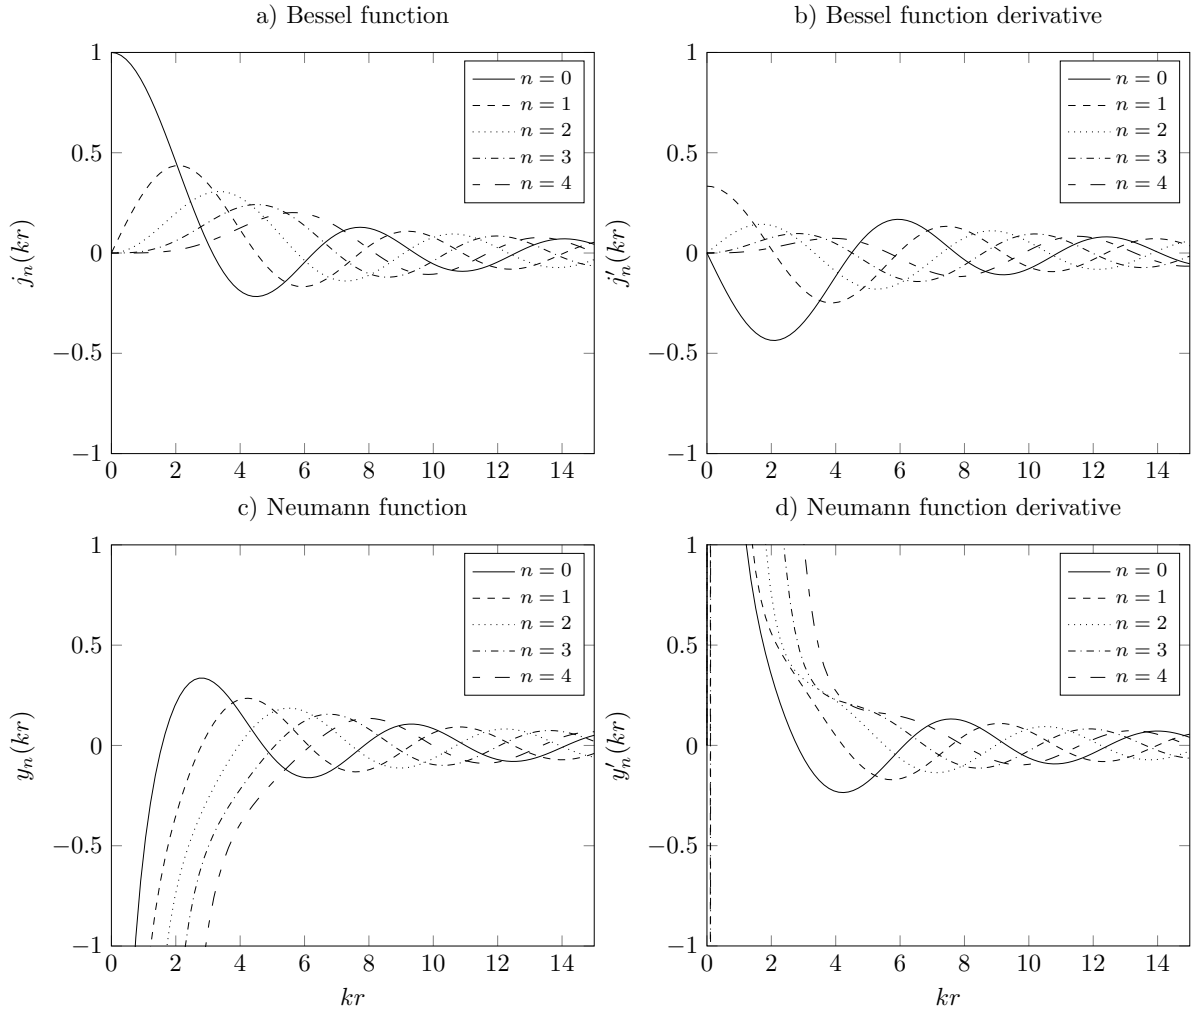 a) Bessel function
1
0.5
0
−0.5
−1
0 2 4 6 8 10 12 14
j_n(kr)
n = 0
n = 1
n = 2
n = 3
n = 4
b) Bessel function derivative
1
0.5
0
−0.5
−1
0 2 4 6 8 10 12 14
j′_n(kr)
n = 0
n = 1
n = 2
n = 3
n = 4
c) Neumann function
1
0.5
0
−0.5
−1
0 2 4 6 8 10 12 14
kr
y_n(kr)
n = 0
n = 1
n = 2
n = 3
n = 4
d) Neumann function derivative
1
0.5
0
−0.5
−1
0 2 4 6 8 10 12 14
kr
y′_n(kr)
n = 0
n = 1
n = 2
n = 3
n = 4